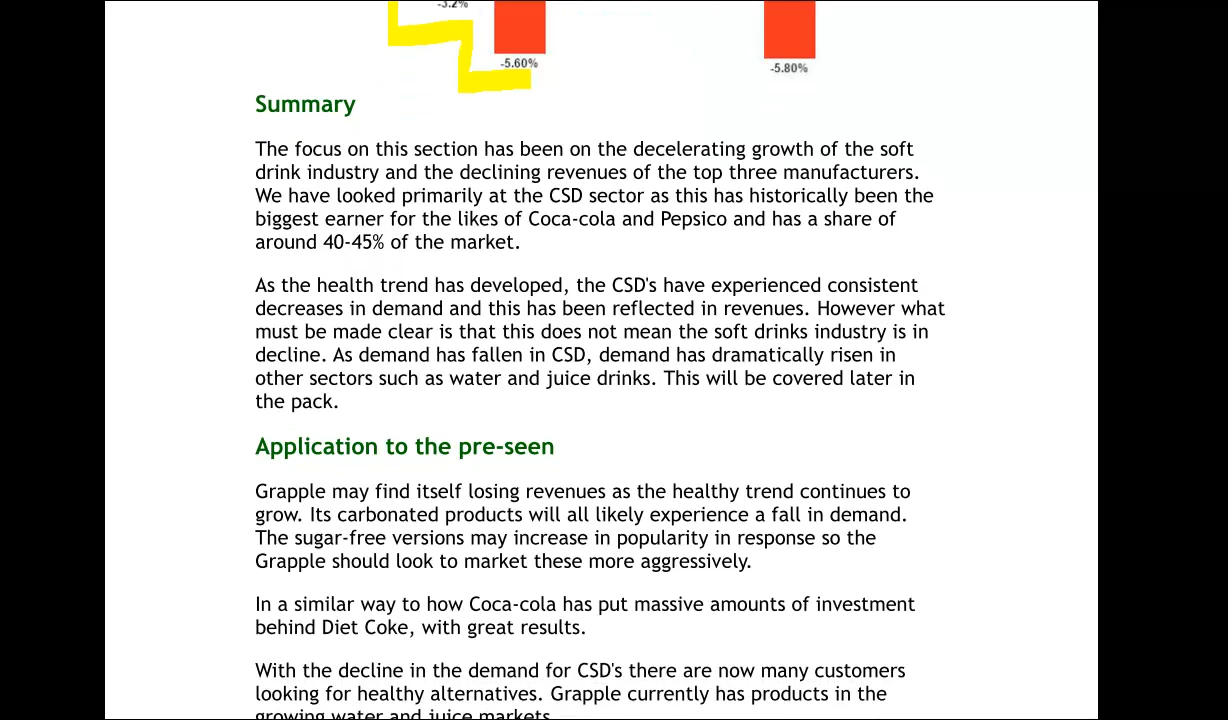 -3.2%
-5.60%
-5.80%
Summary
The focus on this section has been on the decelerating growth of the soft
drink industry and the declining revenues of the top three manufacturers.
We have looked primarily at the CSD sector as this has historically been the
biggest earner for the likes of Coca-cola and Pepsico and has a share of
around 40-45% of the market.
As the health trend has developed, the CSD's have experienced consistent
decreases in demand and this has been reflected in revenues. However what
must be made clear is that this does not mean the soft drinks industry is in
decline. As demand has fallen in CSD, demand has dramatically risen in
other sectors such as water and juice drinks. This will be covered later in
the pack.
Application to the pre-seen
Grapple may find itself losing revenues as the healthy trend continues to
grow. Its carbonated products will all likely experience a fall in demand.
The sugar-free versions may increase in popularity in response so the
Grapple should look to market these more aggressively.
In a similar way to how Coca-cola has put massive amounts of investment
behind Diet Coke, with great results.
With the decline in the demand for CSD's there are now many customers
looking for healthy alternatives. Grapple currently has products in the
growing water and juice markets.